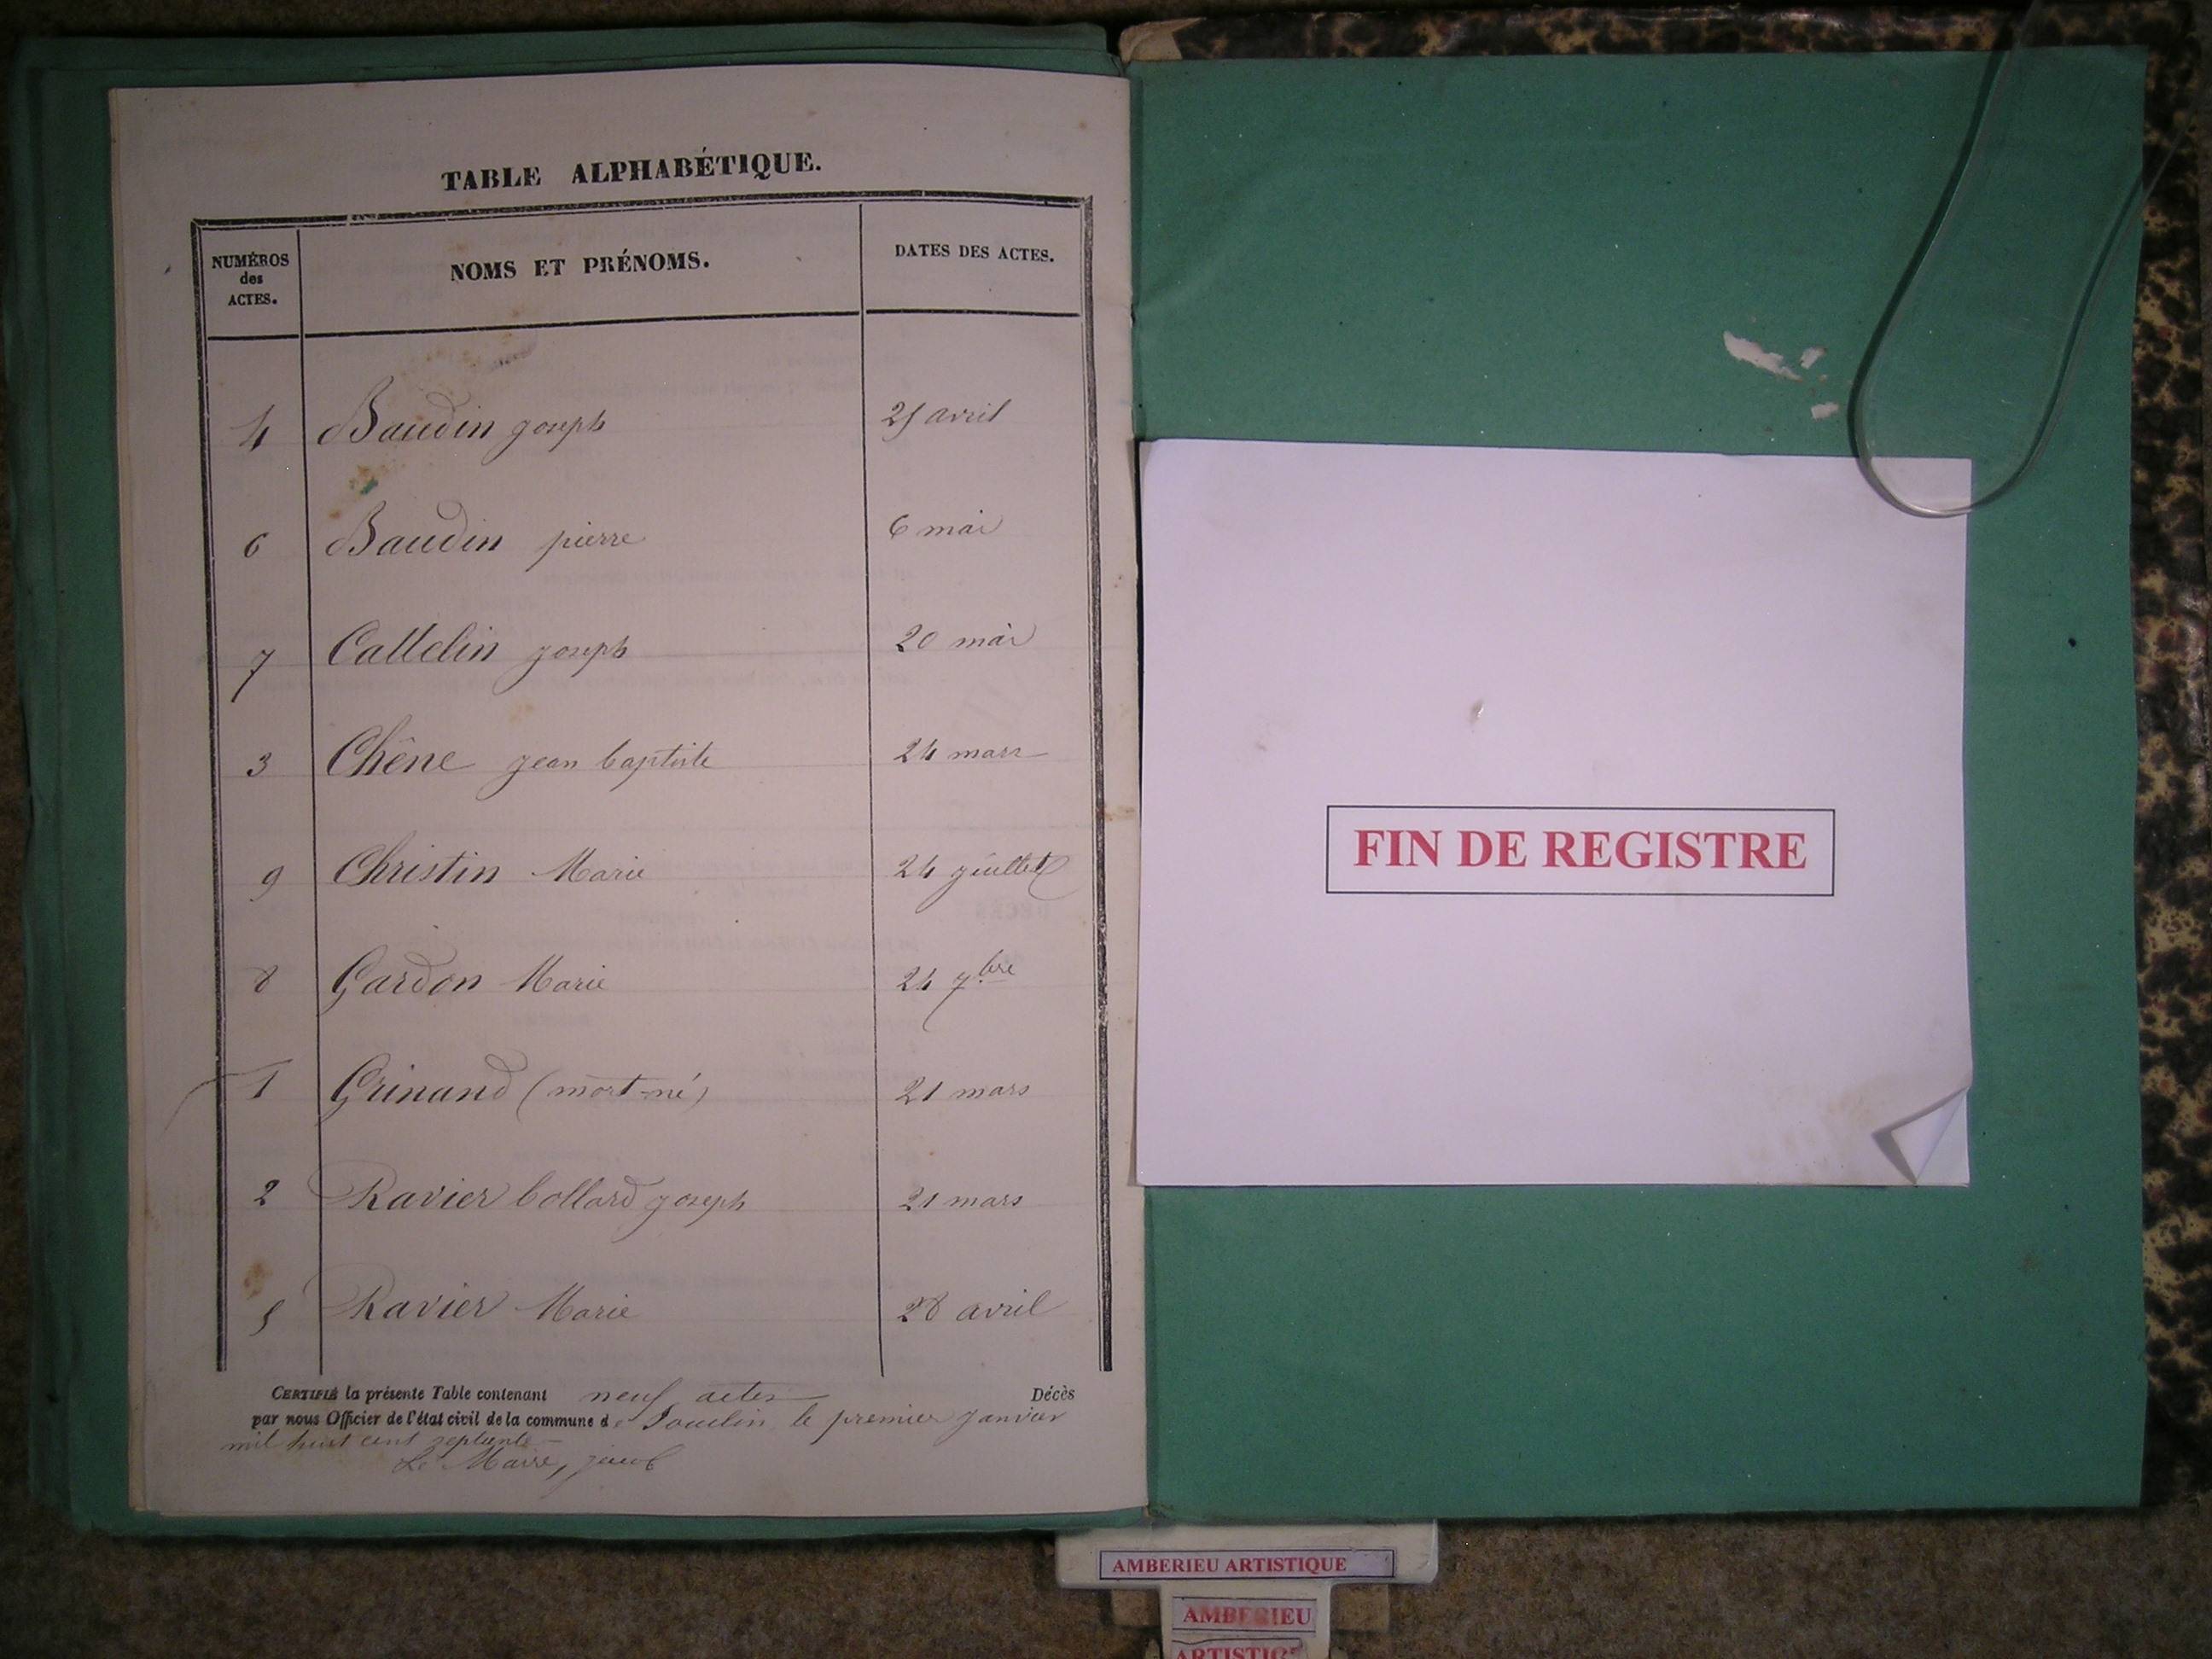 TABLE ALPHABÉTIQUE.
NUMÉROS
des
ACTES.
NOMS ET PRÉNOMS.
DATES DES ACTES.
4 Baudin joseph 25 avril
6 Baudin pierre 6 mai
7 Cattelin joseph 20 mai
3 Chêne jean baptiste 24 mars
9 Christin Marie 24 juillet
8 Gardon Marie 24 7bre
1 Grinand (mort-né) 21 mars
2 Ravier bollard joseph 21 mars
5 Ravier Marie 28 avril
CERTIFIÉ la présente Table contenant neuf actes Décès
par nous Officier de l'état civil de la commune de Souclin le premier janvier
mil huit cent septante
Le Maire,
FIN DE REGISTRE
AMBERIEU ARTISTIQUE
AMBERIEU